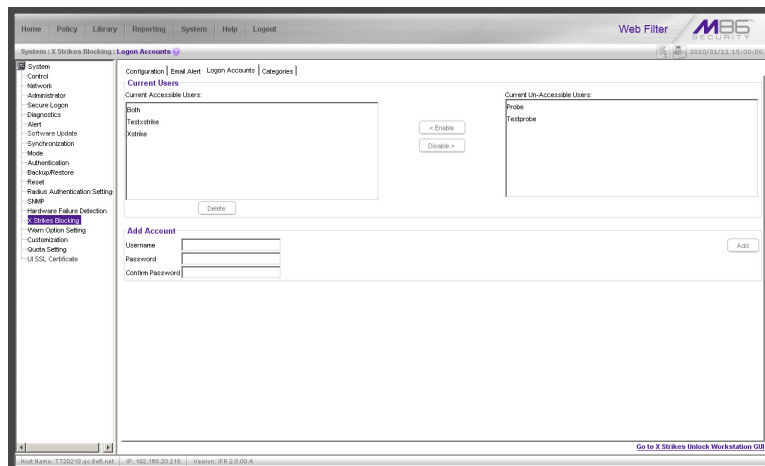 Home Policy Library Reporting System Help Logout
Web Filter
M86
SECURITY
System : X Strikes Blocking : Logon Accounts
2010/01/11 15:00:00
System
Control
Network
Administrator
Secure Logon
Diagnostics
Alert
Software Update
Synchronization
Mode
Authentication
Backup/Restore
Reset
Radius Authentication Setting
SNMP
Hardware Failure Detection
X Strikes Blocking
Warn Option Setting
Customization
Quota Setting
UI SSL Certificate
Configuration Email Alert Logon Accounts Categories
Current Users
Current Accessible Users:
Both
Testxstrike
Xstrike
< Enable
Disable >
Current Un-Accessible Users:
Probe
Testprobe
Delete
Add Account
Username
Password
Confirm Password
Add
Go to X Strikes Unlock Workstation GUI
Host Name: TT20218.qc.8e6.net IP: 192.168.20.218 Version: IFR 2.0.00.4